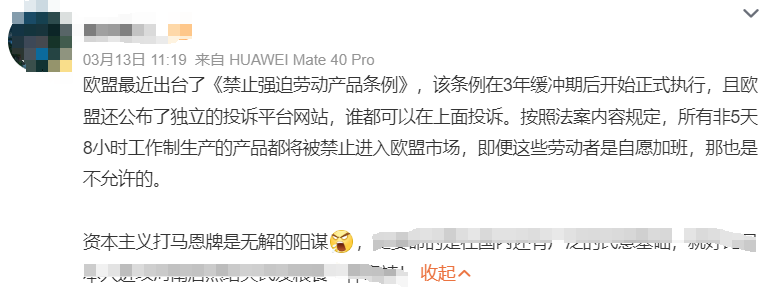 03月13日 11:19 来自 HUAWEI Mate 40 Pro
欧盟最近出台了《禁止强迫劳动产品条例》，该条例在3年缓冲期后开始正式执行，且欧
盟还公布了独立的投诉平台网站，谁都可以在上面投诉。按照法案内容规定，所有非5天
8小时工作制生产的产品都将被禁止进入欧盟市场，即便这些劳动者是自愿加班，那也是
不允许的。
资本主义打马恩牌是无解的阳谋，
收起